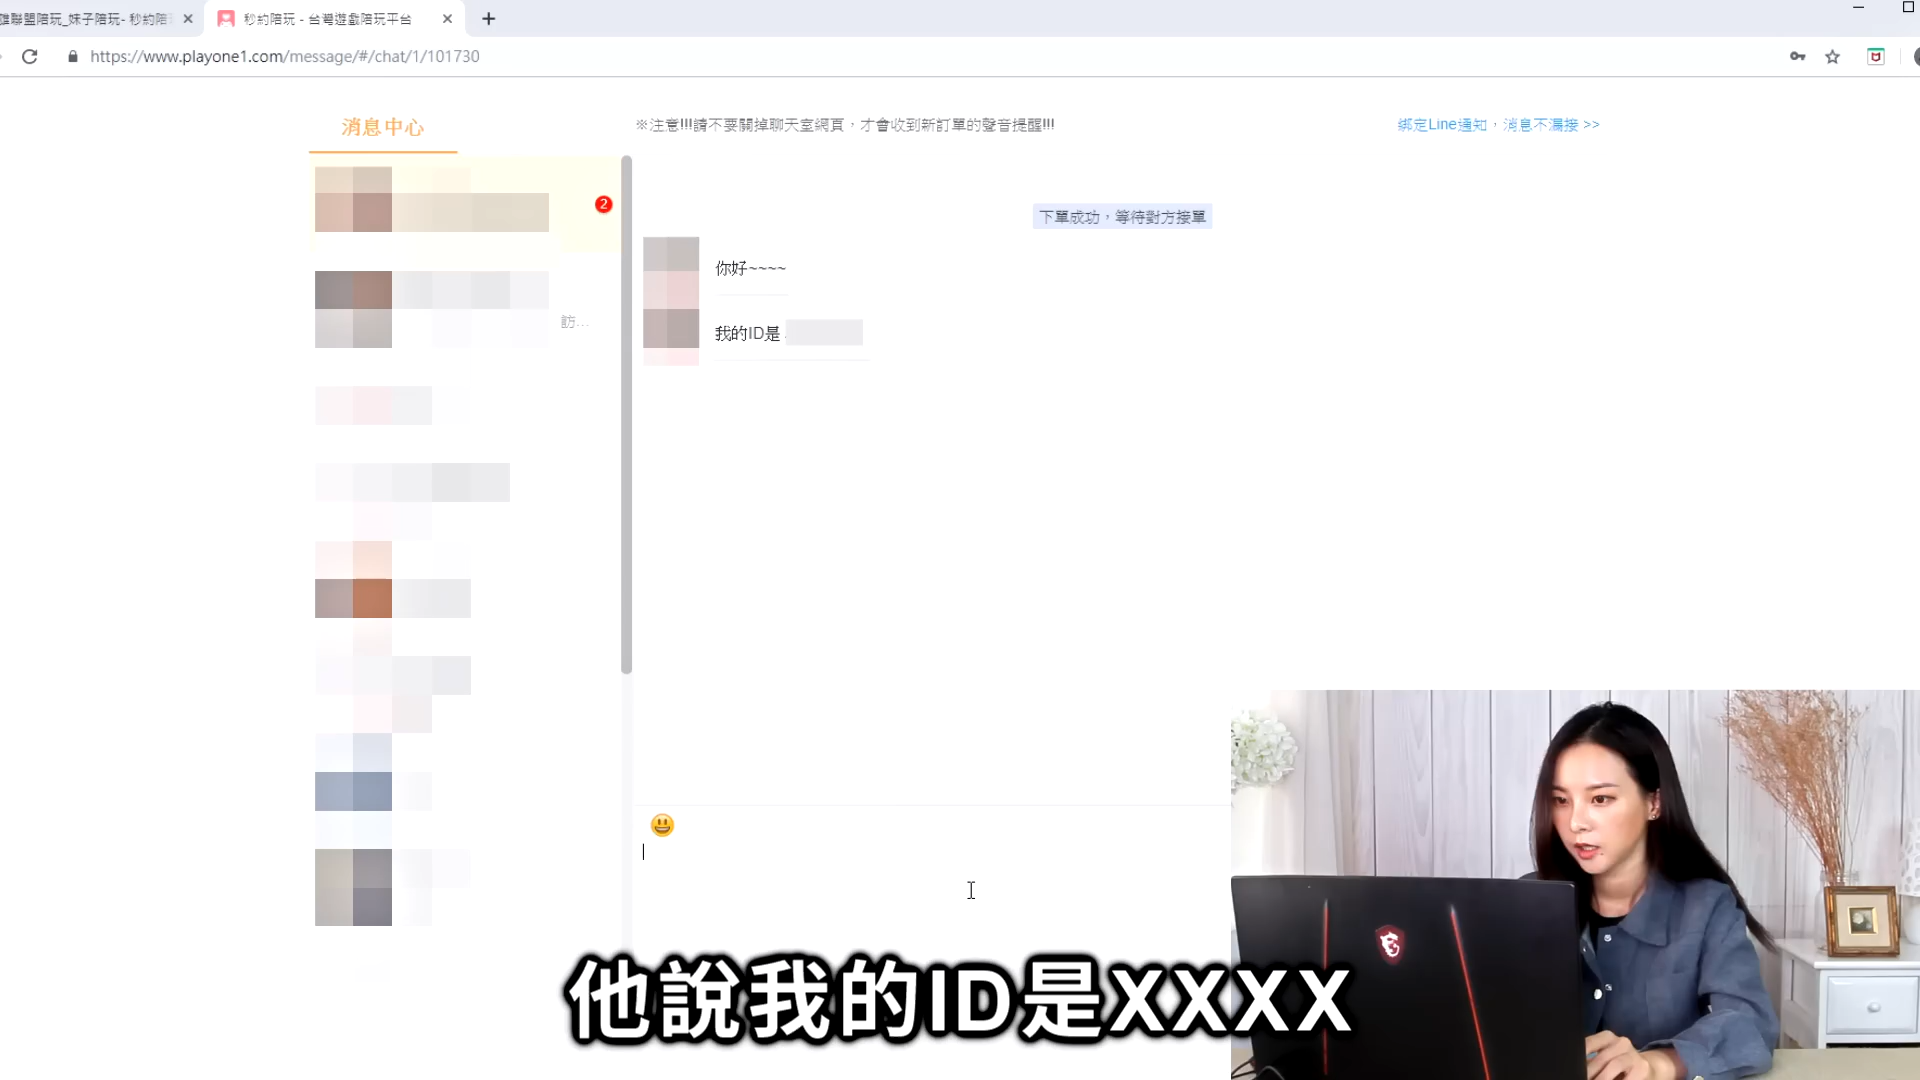 誰聯盟陪玩_妹子陪玩- 秒約陪
秒約陪玩 - 台灣遊戲陪玩平台
https://www.playone1.com/message/#/chat/1/101730
消息中心
※注意!!!請不要關掉聊天室網頁，才會收到新訂單的聲音提醒!!!
綁定Line通知，消息不漏接 >>
2
下單成功，等待對方接單
你好~~~~
訪...
我的ID是
他說我的ID是XXXX